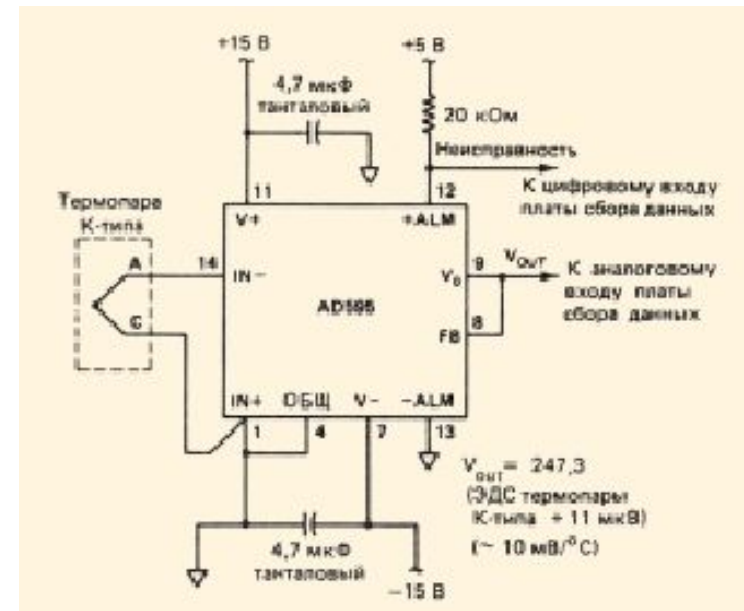 +15 В
+5 В
4,7 мкФ
танталовый
20 кОм
Неисправность
К цифровому входу
платы сбора данных
11
12
Термопара
К-типа
V+
+ALM
А
14
IN−
9
V₀
V_OUT
К аналоговому
входу платы
сбора данных
AD595
8
FB
IN+
ОБЩ
V−
−ALM
1
4
7
13
V_OUT = 247,3
(ЭДС термопары
К-типа + 11 мкВ)
(~ 10 мВ/°С)
4,7 мкФ
танталовый
−15 В